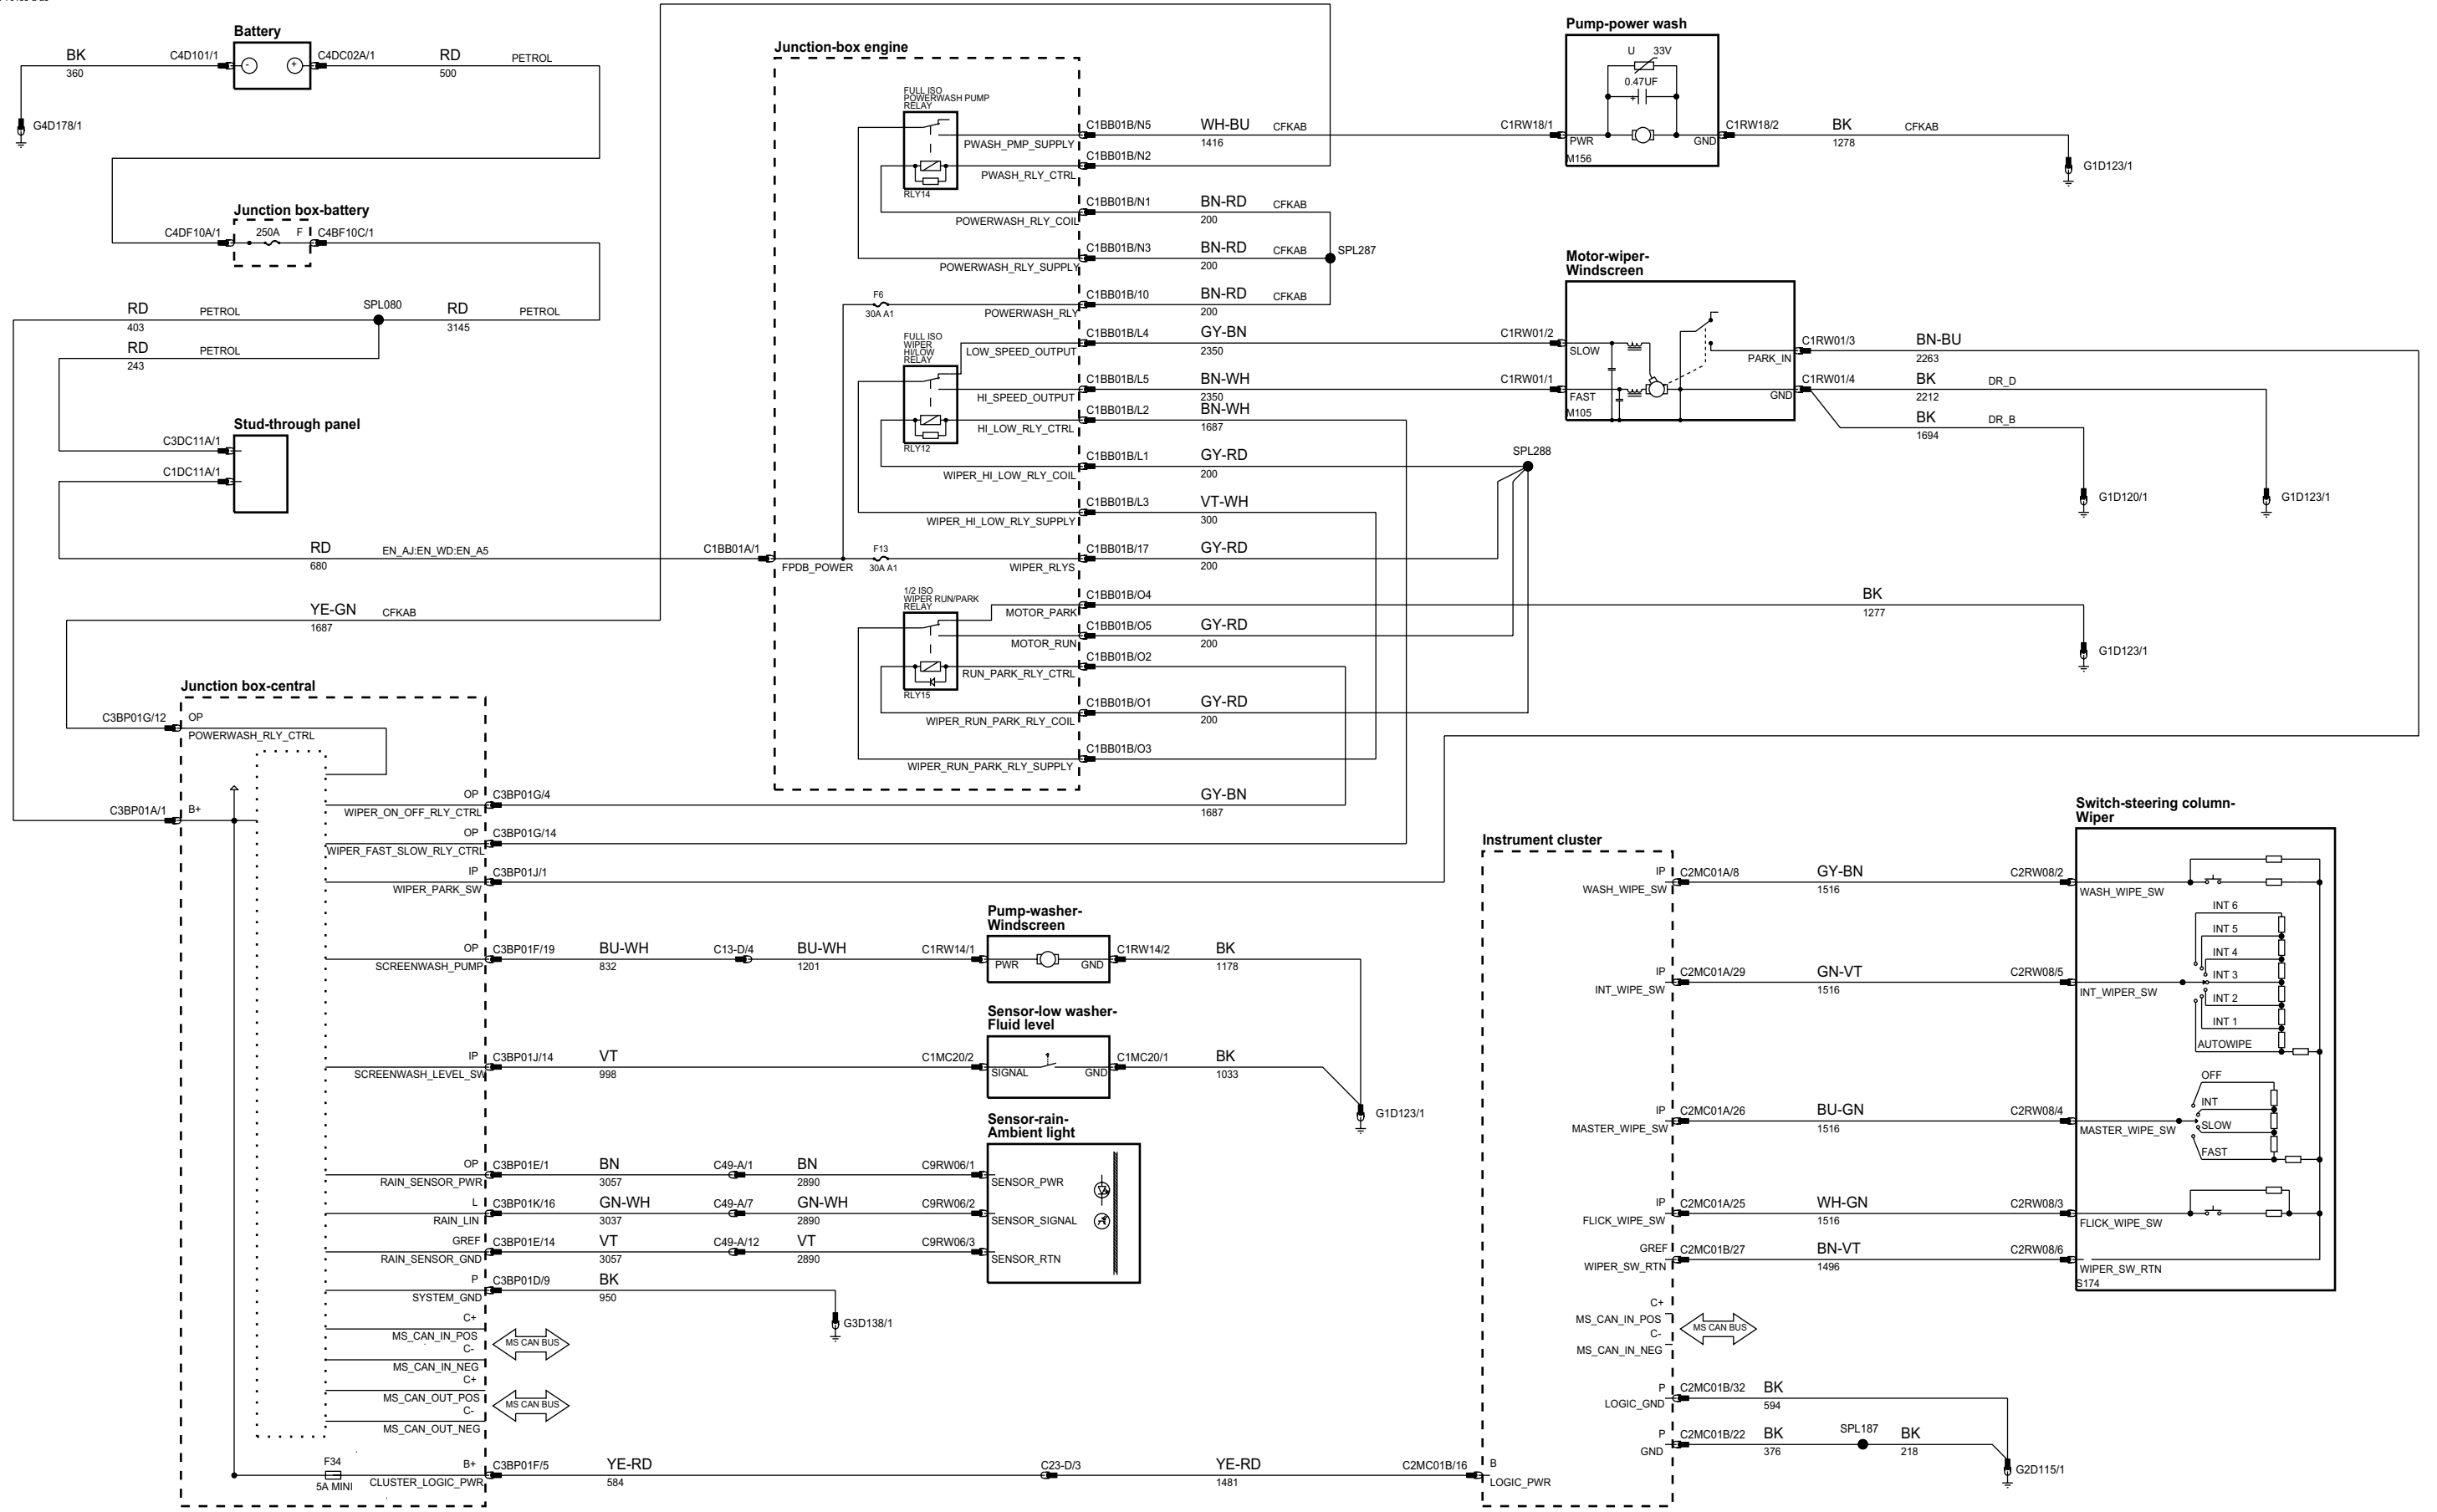 Battery
BK
360
C4D101/1
-
+
C4DC02A/1
RD
500
PETROL
G4D178/1
Junction box-battery
C4DF10A/1
250A
F
C4BF10C/1
RD
403
PETROL
SPL080
RD
3145
PETROL
RD
243
PETROL
Stud-through panel
C3DC11A/1
C1DC11A/1
RD
680
EN_AJ:EN_WD:EN_A5
C1BB01A/1
YE-GN
1687
CFKAB
Junction-box engine
FULL ISO
POWERWASH PUMP
RELAY
RLY14
C1BB01B/N5
WH-BU
1416
CFKAB
PWASH_PMP_SUPPLY
C1BB01B/N2
PWASH_RLY_CTRL
C1BB01B/N1
BN-RD
200
CFKAB
POWERWASH_RLY_COIL
C1BB01B/N3
BN-RD
200
CFKAB
SPL287
POWERWASH_RLY_SUPPLY
F6
30A A1
C1BB01B/10
BN-RD
200
CFKAB
POWERWASH_RLY
FULL ISO
WIPER
HI/LOW
RELAY
RLY12
C1BB01B/L4
GY-BN
2350
LOW_SPEED_OUTPUT
C1BB01B/L5
BN-WH
2350
HI_SPEED_OUTPUT
C1BB01B/L2
BN-WH
1687
HI_LOW_RLY_CTRL
C1BB01B/L1
GY-RD
200
SPL288
WIPER_HI_LOW_RLY_COIL
C1BB01B/L3
VT-WH
300
WIPER_HI_LOW_RLY_SUPPLY
FPDB_POWER
F13
30A A1
C1BB01B/17
GY-RD
200
WIPER_RLYS
1/2 ISO
WIPER RUN/PARK
RELAY
RLY15
C1BB01B/O4
BK
1277
MOTOR_PARK
C1BB01B/O5
GY-RD
200
MOTOR_RUN
C1BB01B/O2
RUN_PARK_RLY_CTRL
C1BB01B/O1
GY-RD
200
WIPER_RUN_PARK_RLY_COIL
C1BB01B/O3
WIPER_RUN_PARK_RLY_SUPPLY
G1D123/1
Pump-power wash
U 33V
0.47UF
+
C1RW18/1
PWR
GND
M156
C1RW18/2
BK
1278
CFKAB
G1D123/1
Motor-wiper-
Windscreen
C1RW01/2
SLOW
C1RW01/1
FAST
M105
PARK_IN
GND
C1RW01/3
BN-BU
2263
C1RW01/4
BK
2212
DR_D
BK
1694
DR_B
G1D120/1
G1D123/1
Junction box-central
C3BP01G/12
OP
POWERWASH_RLY_CTRL
C3BP01A/1
B+
OP
C3BP01G/4
WIPER_ON_OFF_RLY_CTRL
GY-BN
1687
OP
C3BP01G/14
WIPER_FAST_SLOW_RLY_CTRL
IP
C3BP01J/1
WIPER_PARK_SW
OP
C3BP01F/19
SCREENWASH_PUMP
BU-WH
832
C13-D/4
BU-WH
1201
C1RW14/1
Pump-washer-
Windscreen
PWR
GND
C1RW14/2
BK
1178
IP
C3BP01J/14
SCREENWASH_LEVEL_SW
VT
998
C1MC20/2
Sensor-low washer-
Fluid level
SIGNAL
GND
C1MC20/1
BK
1033
G1D123/1
Sensor-rain-
Ambient light
OP
C3BP01E/1
RAIN_SENSOR_PWR
BN
3057
C49-A/1
BN
2890
C9RW06/1
SENSOR_PWR
L
C3BP01K/16
RAIN_LIN
GN-WH
3037
C49-A/7
GN-WH
2890
C9RW06/2
SENSOR_SIGNAL
GREF
C3BP01E/14
RAIN_SENSOR_GND
VT
3057
C49-A/12
VT
2890
C9RW06/3
SENSOR_RTN
P
C3BP01D/9
SYSTEM_GND
BK
950
G3D138/1
C+
MS_CAN_IN_POS
C-
MS_CAN_IN_NEG
MS CAN BUS
C+
MS_CAN_OUT_POS
C-
MS_CAN_OUT_NEG
MS CAN BUS
F34
5A MINI
B+
C3BP01F/5
CLUSTER_LOGIC_PWR
YE-RD
584
C23-D/3
YE-RD
1481
C2MC01B/16
B
LOGIC_PWR
Instrument cluster
IP
C2MC01A/8
WASH_WIPE_SW
GY-BN
1516
C2RW08/2
IP
C2MC01A/29
INT_WIPE_SW
GN-VT
1516
C2RW08/5
IP
C2MC01A/26
MASTER_WIPE_SW
BU-GN
1516
C2RW08/4
IP
C2MC01A/25
FLICK_WIPE_SW
WH-GN
1516
C2RW08/3
GREF
C2MC01B/27
WIPER_SW_RTN
BN-VT
1496
C2RW08/6
C+
MS_CAN_IN_POS
C-
MS_CAN_IN_NEG
MS CAN BUS
P
C2MC01B/32
LOGIC_GND
BK
594
P
C2MC01B/22
GND
BK
376
SPL187
BK
218
G2D115/1
Switch-steering column-
Wiper
WASH_WIPE_SW
INT 6
INT 5
INT 4
INT 3
INT_WIPER_SW
INT 2
INT 1
AUTOWIPE
OFF
INT
MASTER_WIPE_SW
SLOW
FAST
FLICK_WIPE_SW
WIPER_SW_RTN
S174